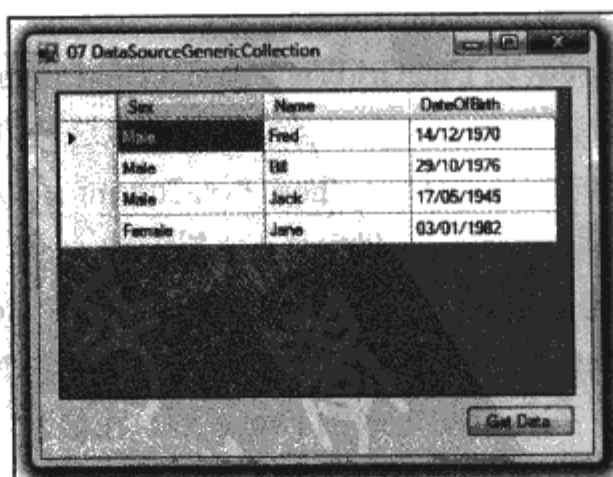 07 DataSourceGenericCollection
Sex Name DateOfBirth
Male Fred 14/12/1970
Male Bill 29/10/1976
Male Jack 17/05/1945
Female Jane 03/01/1982
Get Data